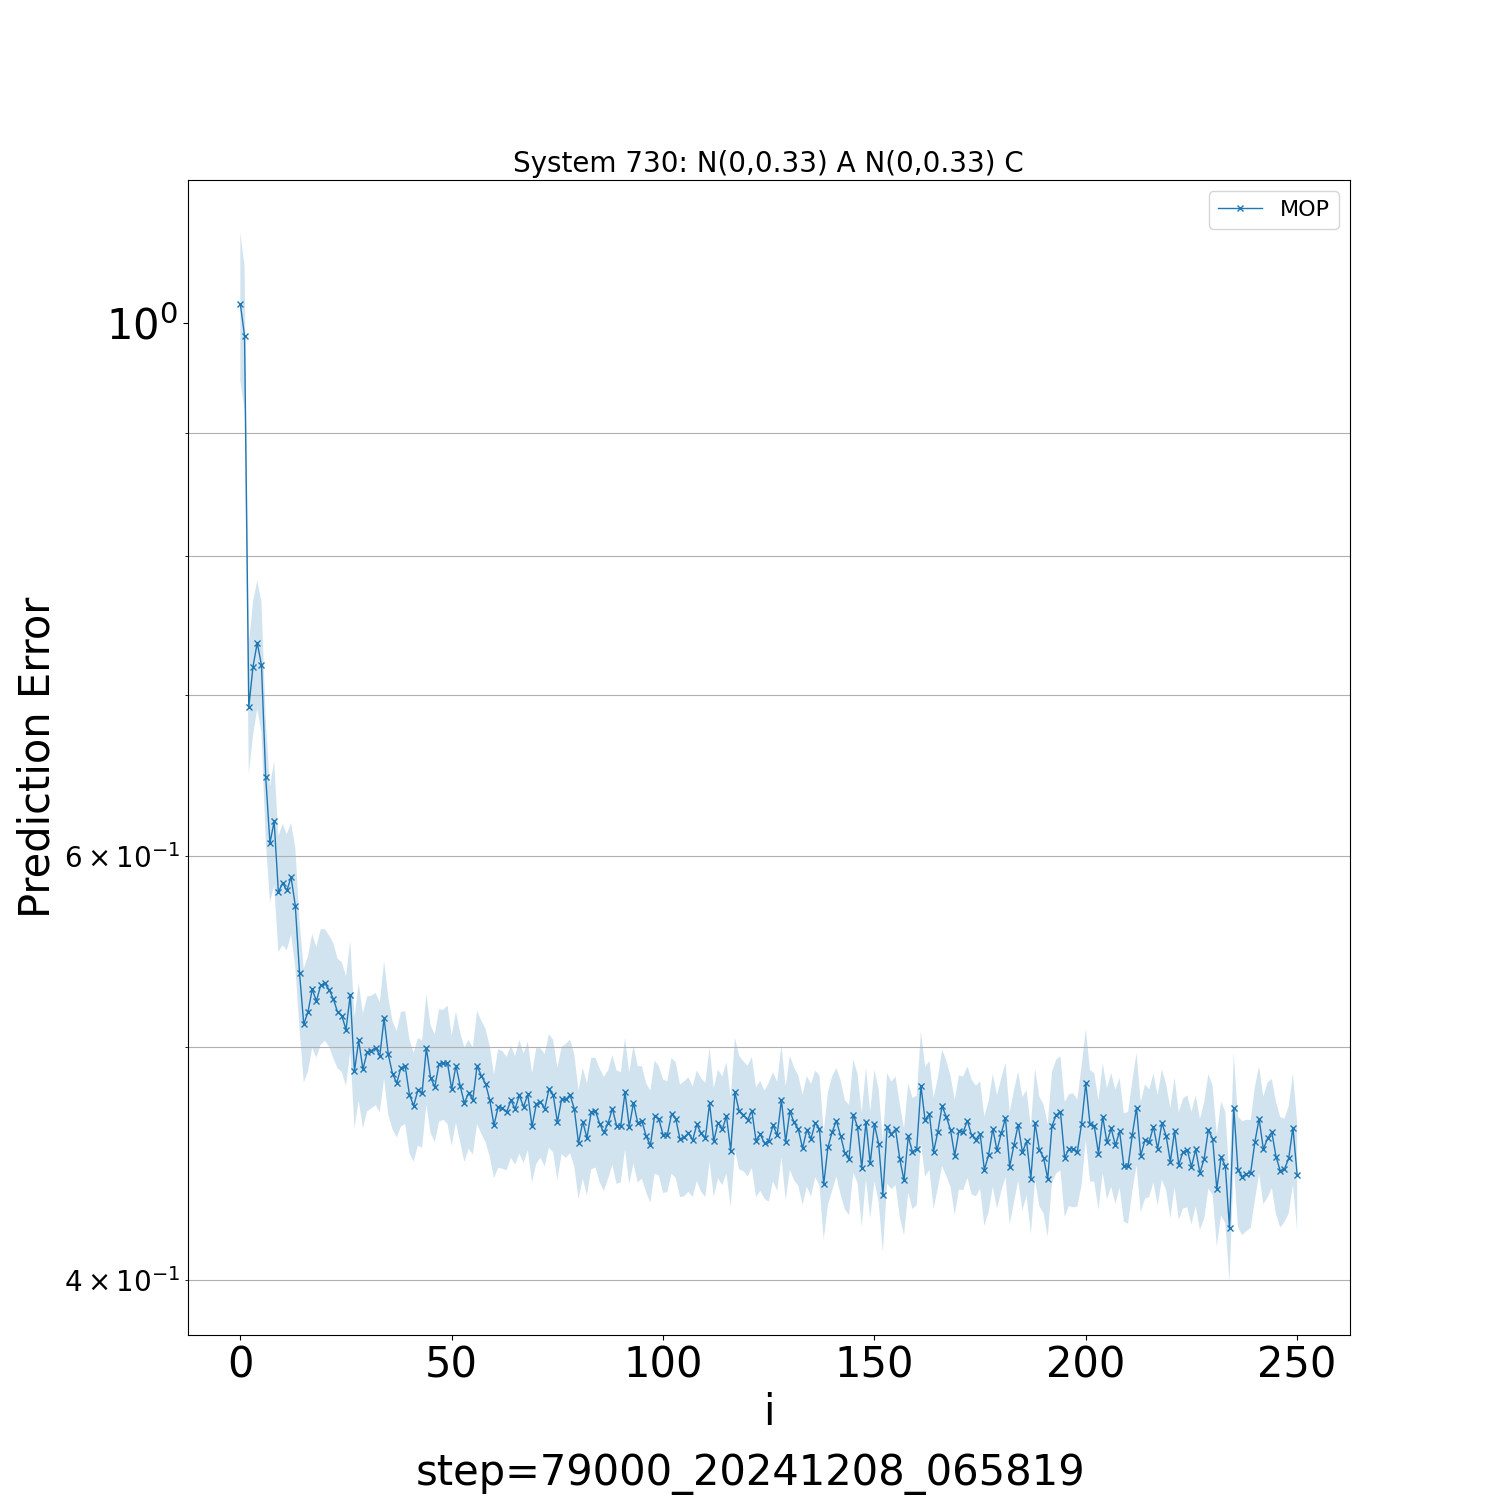 System 730: N(0,0.33) A N(0,0.33) C
MOP
10⁰
6 × 10⁻¹
4 × 10⁻¹
Prediction Error
0 50 100 150 200 250
i
step=79000_20241208_065819